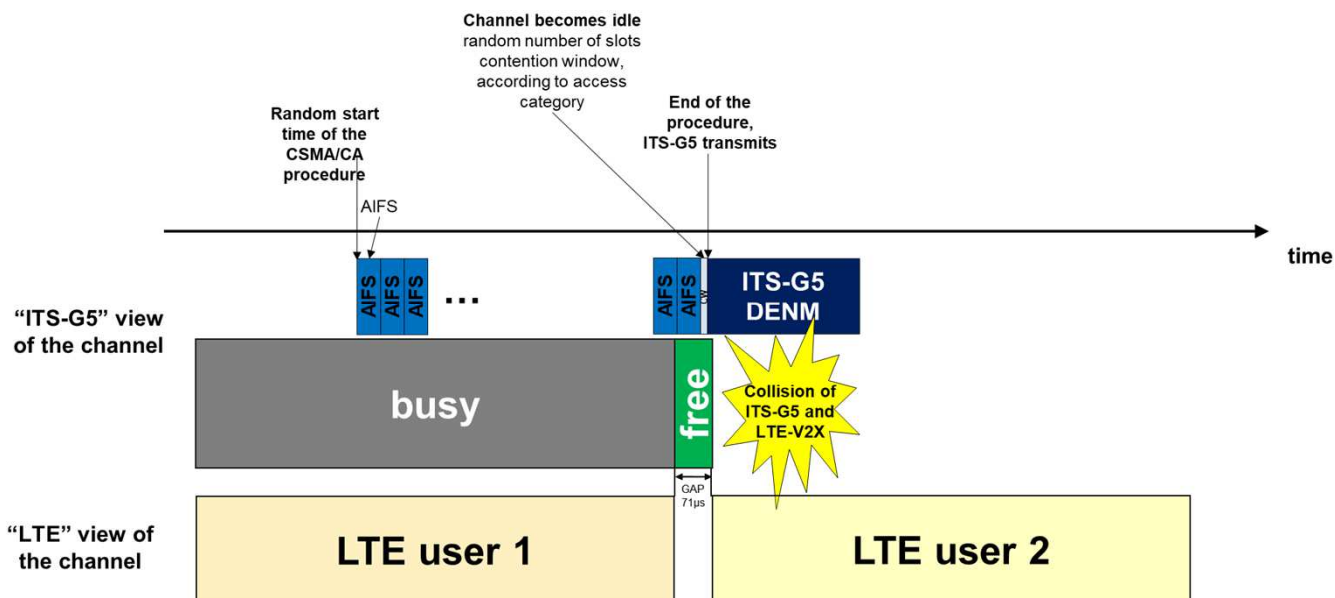 Channel becomes idle
random number of slots
contention window,
according to access
category
End of the
procedure,
ITS-G5 transmits
Random start
time of the
CSMA/CA
procedure
AIFS
time
"ITS-G5" view
of the channel
AIFS
AIFS
AIFS
...
AIFS
AIFS
CW
ITS-G5
DENM
busy
free
Collision of
ITS-G5 and
LTE-V2X
GAP
71µs
"LTE" view of
the channel
LTE user 1
LTE user 2